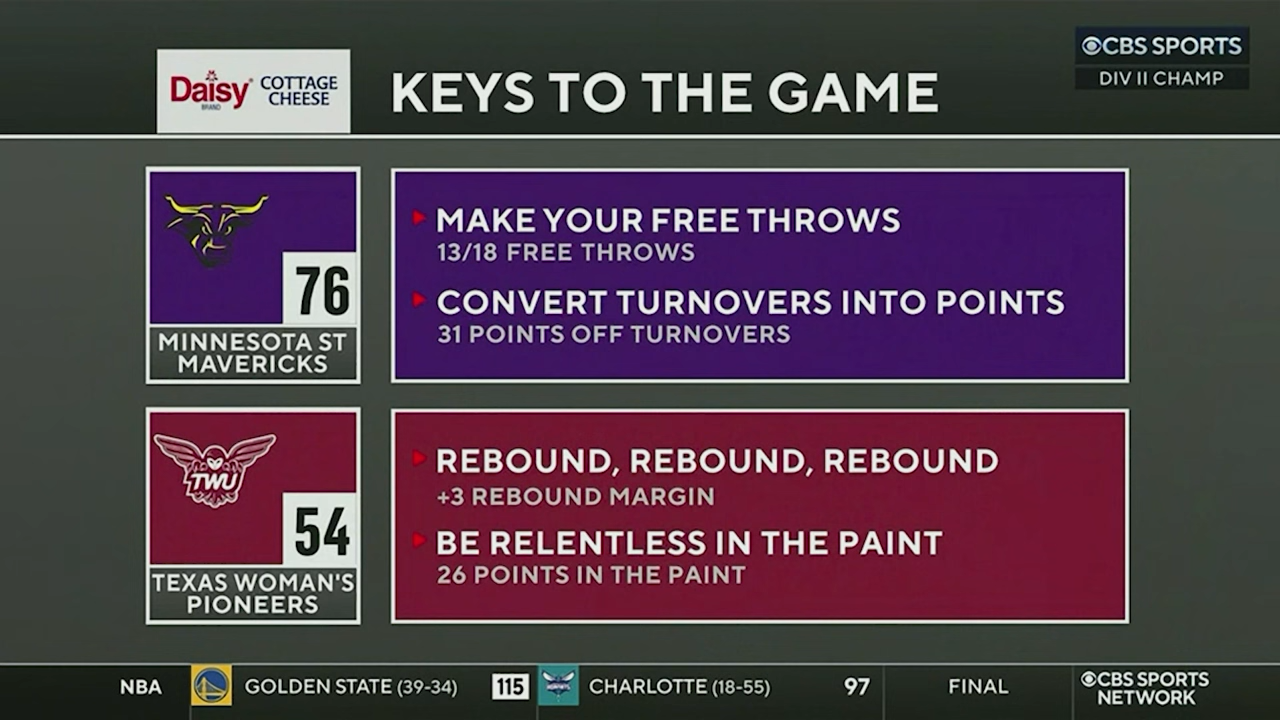 Daisy
BRAND
COTTAGE
CHEESE
KEYS TO THE GAME
CBS SPORTS
DIV II CHAMP
76
MINNESOTA ST
MAVERICKS
MAKE YOUR FREE THROWS
13/18 FREE THROWS
CONVERT TURNOVERS INTO POINTS
31 POINTS OFF TURNOVERS
TWU
54
TEXAS WOMAN'S
PIONEERS
REBOUND, REBOUND, REBOUND
+3 REBOUND MARGIN
BE RELENTLESS IN THE PAINT
26 POINTS IN THE PAINT
NBA GOLDEN STATE (39-34) 115 CHARLOTTE (18-55) 97 FINAL
CBS SPORTS
NETWORK